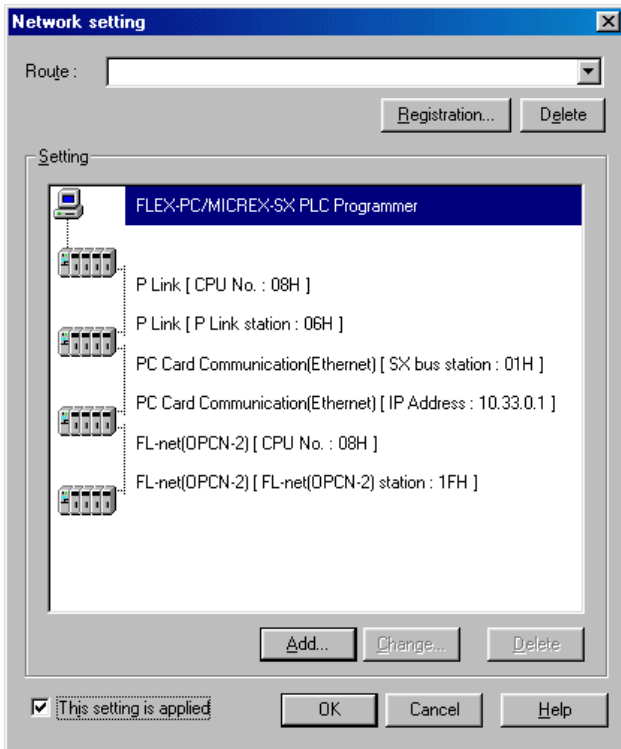 Network setting
Route :
Registration... Delete
Setting
FLEX-PC/MICREX-SX PLC Programmer
P Link [ CPU No. : 08H ]
P Link [ P Link station : 06H ]
PC Card Communication(Ethernet) [ SX bus station : 01H ]
PC Card Communication(Ethernet) [ IP Address : 10.33.0.1 ]
FL-net(OPCN-2) [ CPU No. : 08H ]
FL-net(OPCN-2) [ FL-net(OPCN-2) station : 1FH ]
Add... Change... Delete
This setting is applied OK Cancel Help